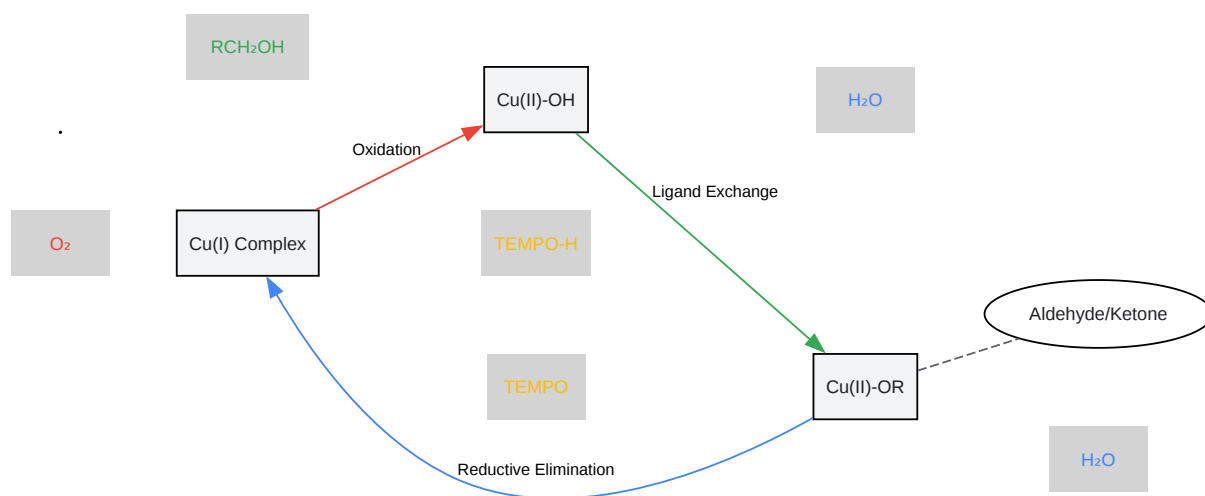 RCH₂OH
Cu(II)-OH
H₂O
Oxidation
Ligand Exchange
O₂
Cu(I) Complex
TEMPO-H
Aldehyde/Ketone
TEMPO
Cu(II)-OR
Reductive Elimination
H₂O